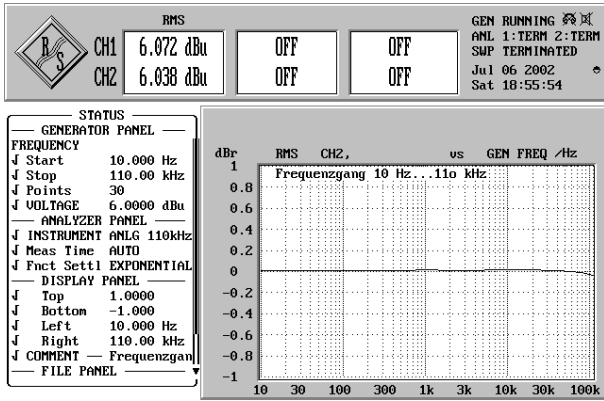 RMS
R/S
CH1 6.072 dBu OFF OFF
CH2 6.038 dBu OFF OFF
GEN RUNNING
ANL 1:TERM 2:TERM
SWP TERMINATED
Jul 06 2002
Sat 18:55:54
STATUS
GENERATOR PANEL
FREQUENCY
√ Start 10.000 Hz
√ Stop 110.00 kHz
√ Points 30
√ VOLTAGE 6.0000 dBu
ANALYZER PANEL
√ INSTRUMENT ANLG 110kHz
√ Meas Time AUTO
√ Fnct Settl EXPONENTIAL
DISPLAY PANEL
√ Top 1.0000
√ Bottom -1.000
√ Left 10.000 Hz
√ Right 110.00 kHz
√ COMMENT — Frequenzgan
FILE PANEL
dBr RMS CH2, vs GEN FREQ /Hz
Frequenzgang 10 Hz...11o kHz
1
0.8
0.6
0.4
0.2
0
-0.2
-0.4
-0.6
-0.8
-1
10 30 100 300 1k 3k 10k 30k 100k